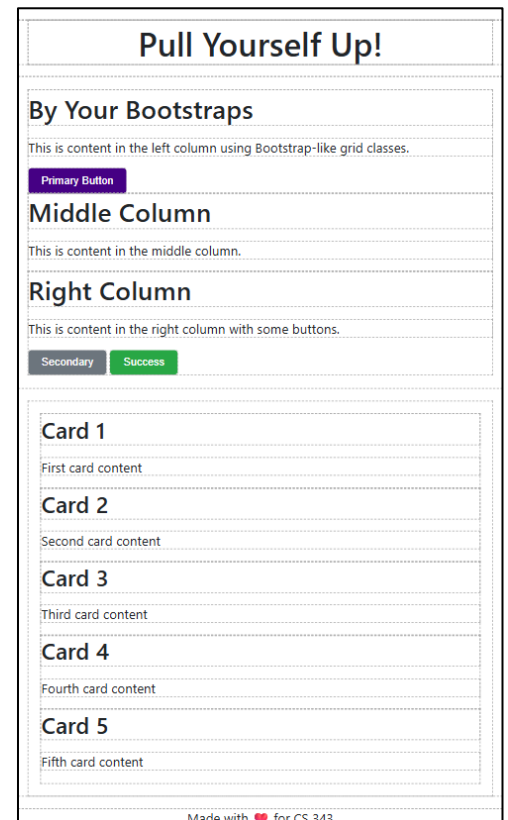 Pull Yourself Up!
By Your Bootstraps
This is content in the left column using Bootstrap-like grid classes.
Primary Button
Middle Column
This is content in the middle column.
Right Column
This is content in the right column with some buttons.
Secondary Success
Card 1
First card content
Card 2
Second card content
Card 3
Third card content
Card 4
Fourth card content
Card 5
Fifth card content
Made with ❤️ for CS 343